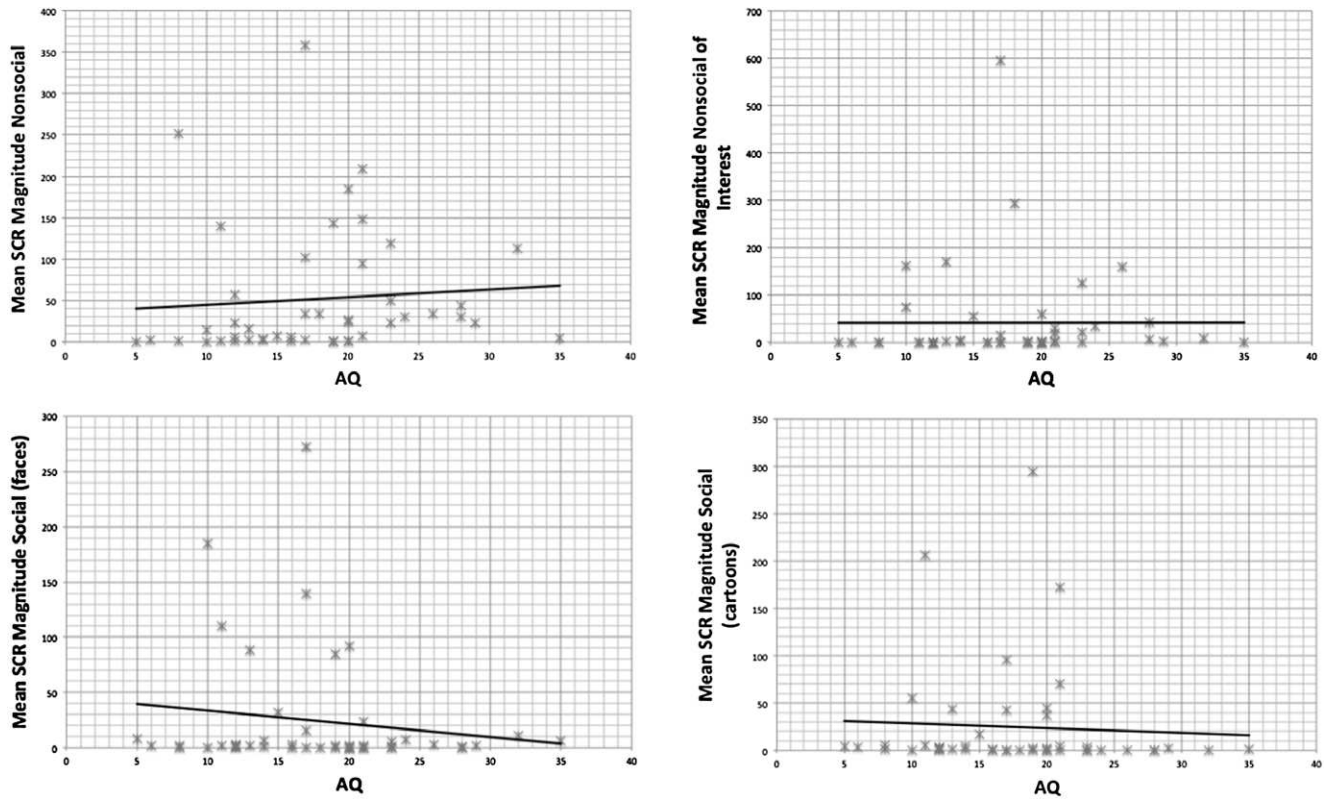 Mean SCR Magnitude Nonsocial
400
350
300
250
200
150
100
50
0
0 5 10 15 20 25 30 35 40
AQ
Mean SCR Magnitude Nonsocial of
Interest
700
600
500
400
300
200
100
0
0 5 10 15 20 25 30 35 40
AQ
Mean SCR Magnitude Social (faces)
300
250
200
150
100
50
0
0 5 10 15 20 25 30 35 40
AQ
Mean SCR Magnitude Social
(cartoons)
350
300
250
200
150
100
50
0
0 5 10 15 20 25 30 35 40
AQ